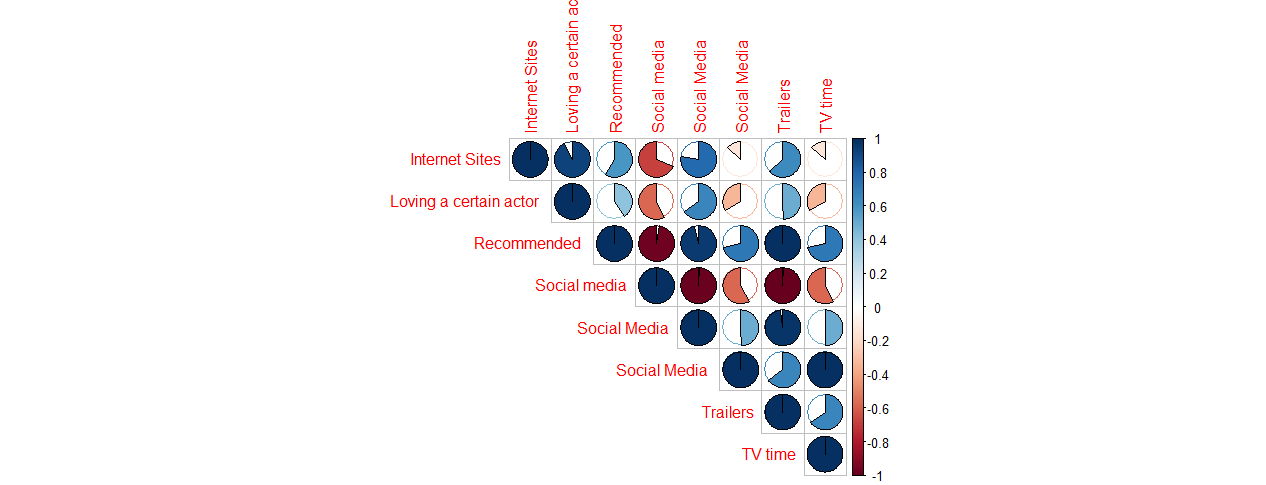 Internet Sites
Loving a certain ac
Recommended
Social media
Social Media
Social Media
Trailers
TV time
Internet Sites
Loving a certain actor
Recommended
Social media
Social Media
Social Media
Trailers
TV time
1
0.8
0.6
0.4
0.2
0
-0.2
-0.4
-0.6
-0.8
-1